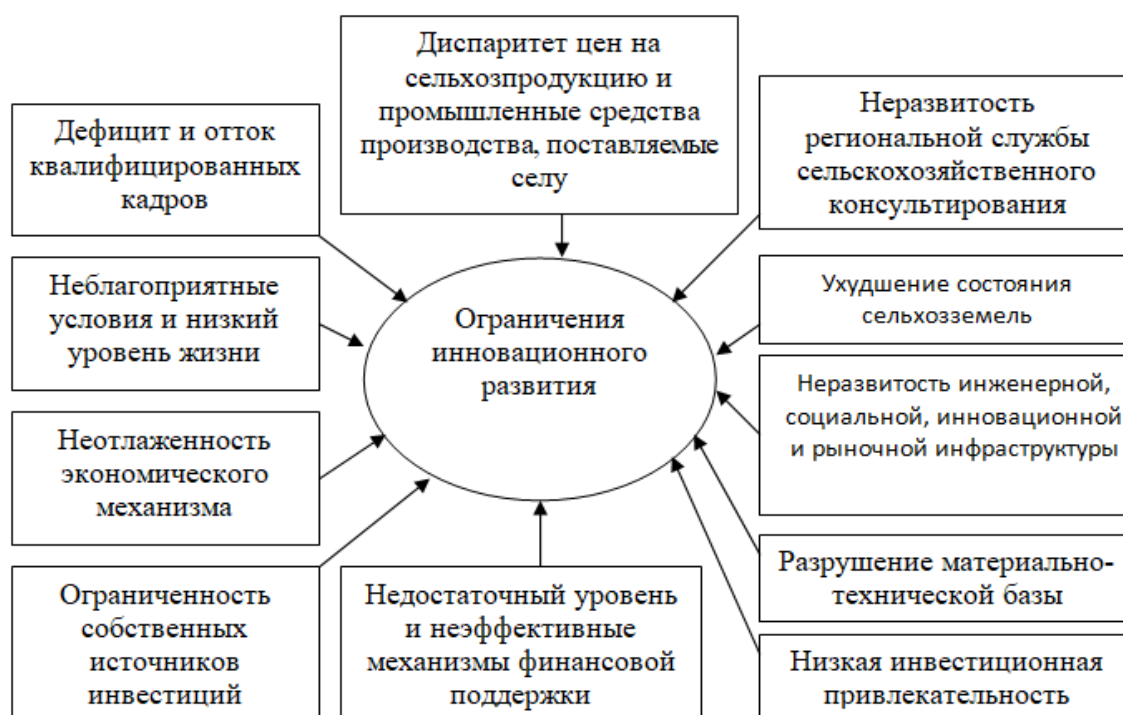 Диспаритет цен на
сельхозпродукцию и
промышленные средства
производства, поставляемые
селу
Дефицит и отток
квалифицированных
кадров
Неразвитость
региональной службы
сельскохозяйственного
консультирования
Неблагоприятные
условия и низкий
уровень жизни
Ограничения
инновационного
развития
Ухудшение состояния
сельхозземель
Неразвитость инженерной,
социальной, инновационной
и рыночной инфраструктуры
Неотлаженность
экономического
механизма
Разрушение материально-
технической базы
Ограниченность
собственных
источников
инвестиций
Недостаточный уровень
и неэффективные
механизмы финансовой
поддержки
Низкая инвестиционная
привлекательность